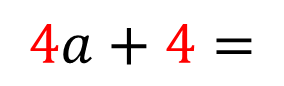 4a + 4 =